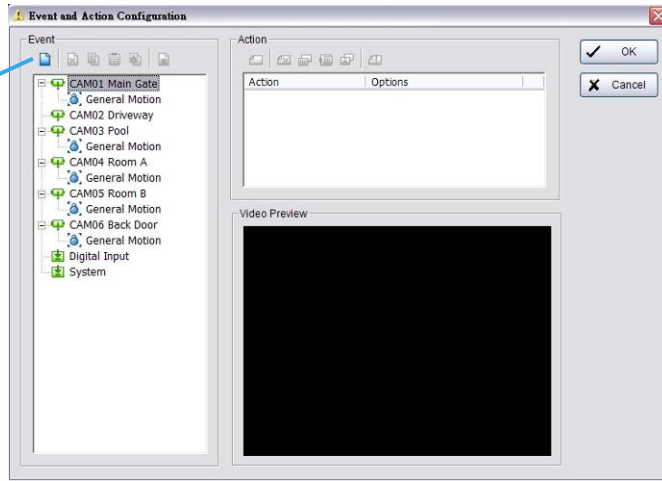 Event and Action Configuration
Event
Action
OK
Cancel
Action Options
CAM01 Main Gate
General Motion
CAM02 Driveway
CAM03 Pool
General Motion
CAM04 Room A
General Motion
CAM05 Room B
General Motion
CAM06 Back Door
General Motion
Digital Input
System
Video Preview